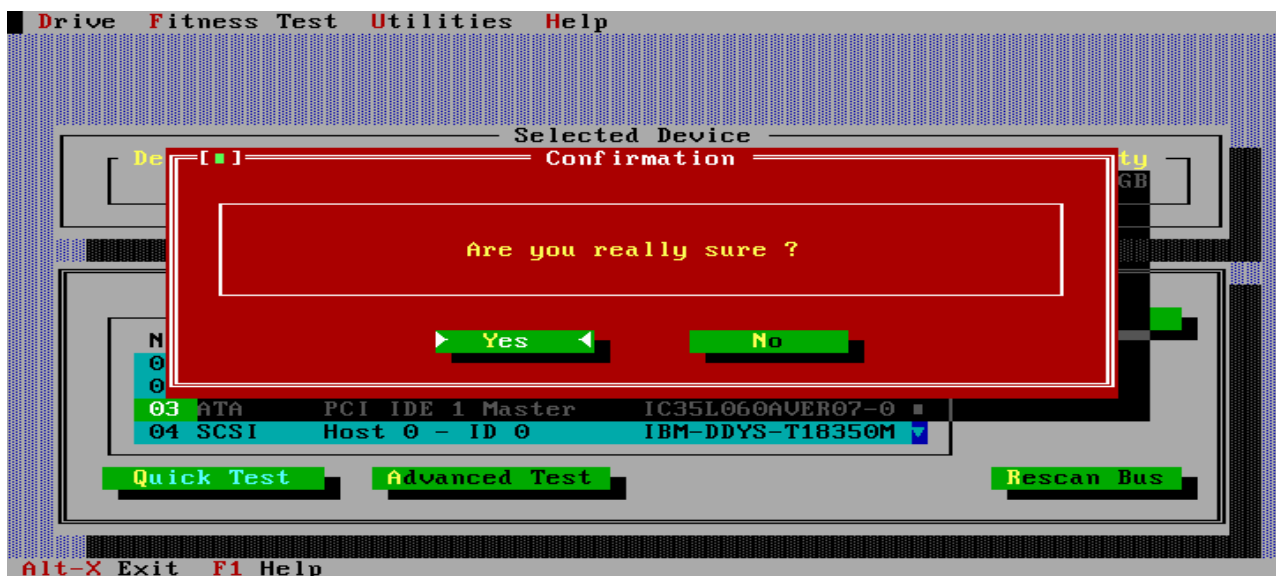 Drive Fitness Test Utilities Help
Selected Device
[■] Confirmation
GB
Are you really sure ?
Yes No
03 ATA PCI IDE 1 Master IC35L060AVER07-0
04 SCSI Host 0 - ID 0 IBM-DDYS-T18350M
Quick Test Advanced Test Rescan Bus
Alt-X Exit F1 Help